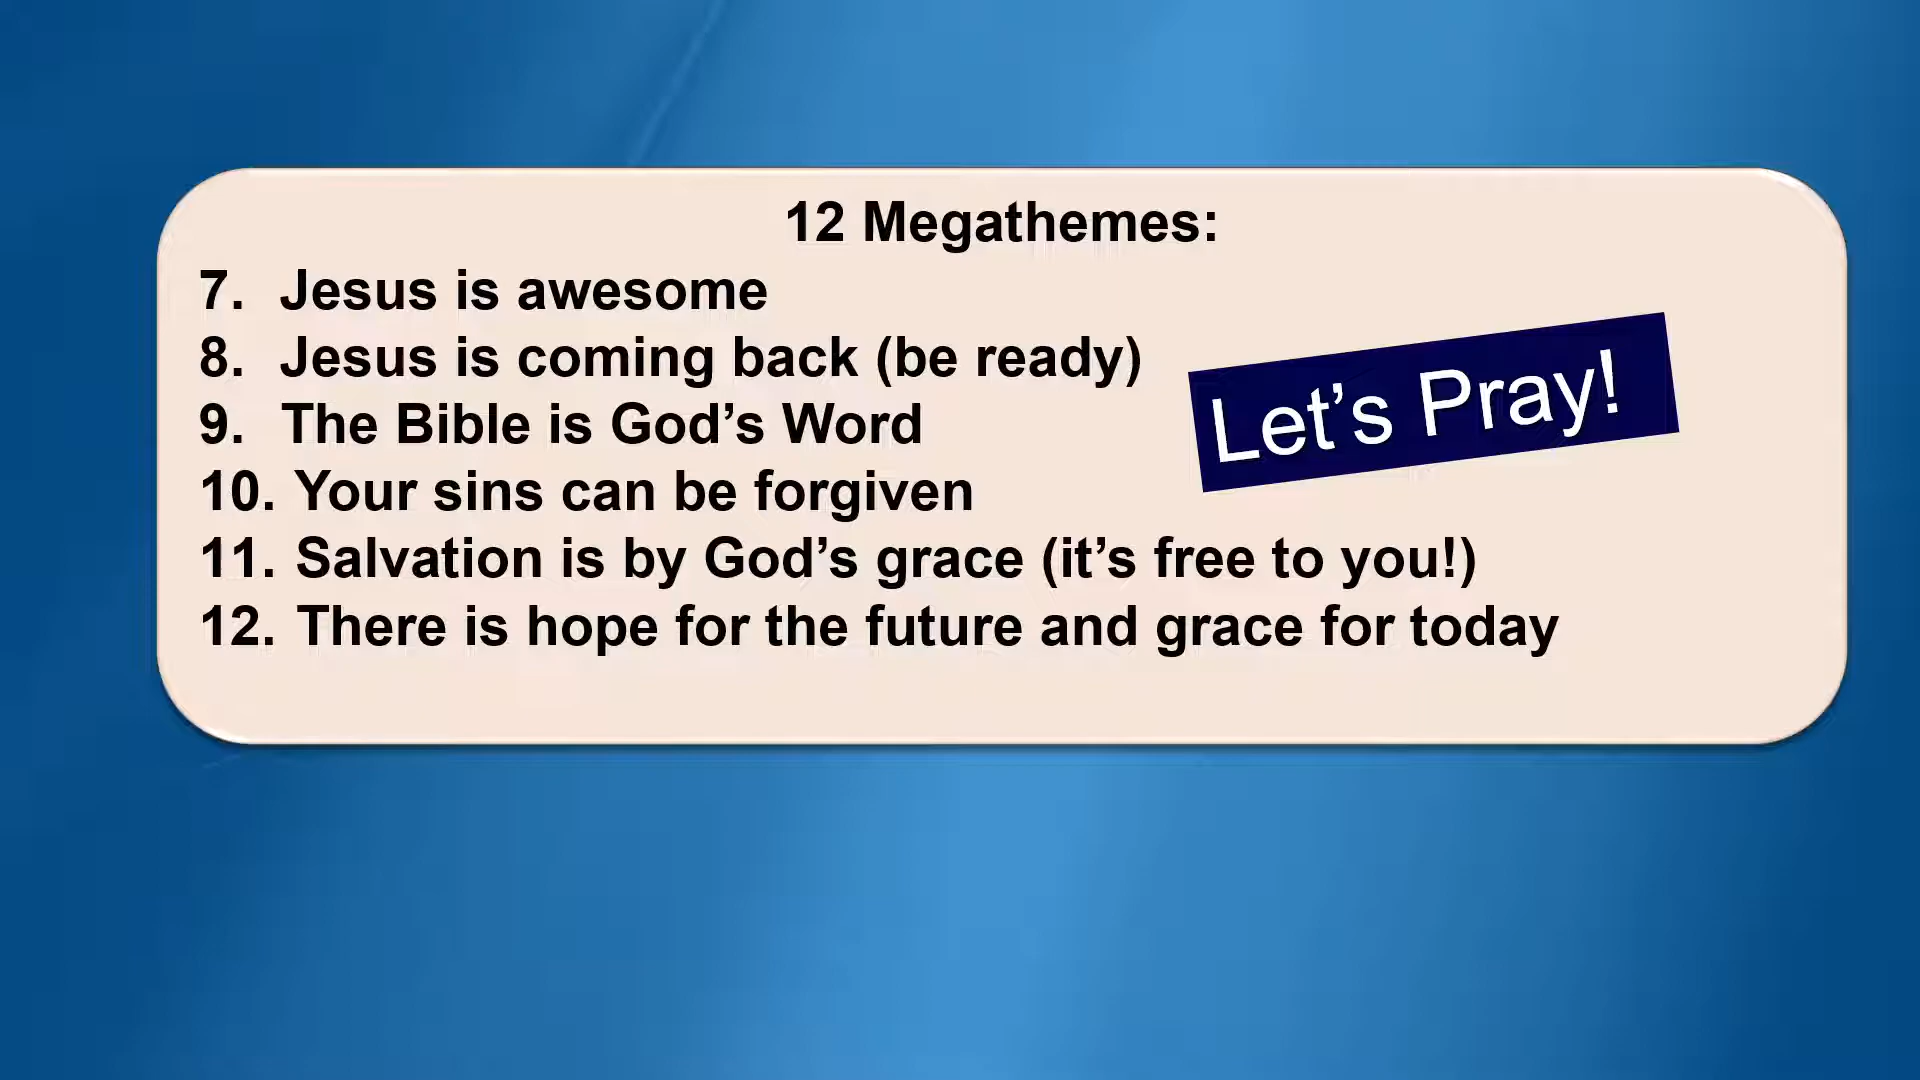 12 Megathemes:
7. Jesus is awesome
8. Jesus is coming back (be ready)
9. The Bible is God’s Word
10. Your sins can be forgiven
11. Salvation is by God’s grace (it’s free to you!)
12. There is hope for the future and grace for today
Let’s Pray!